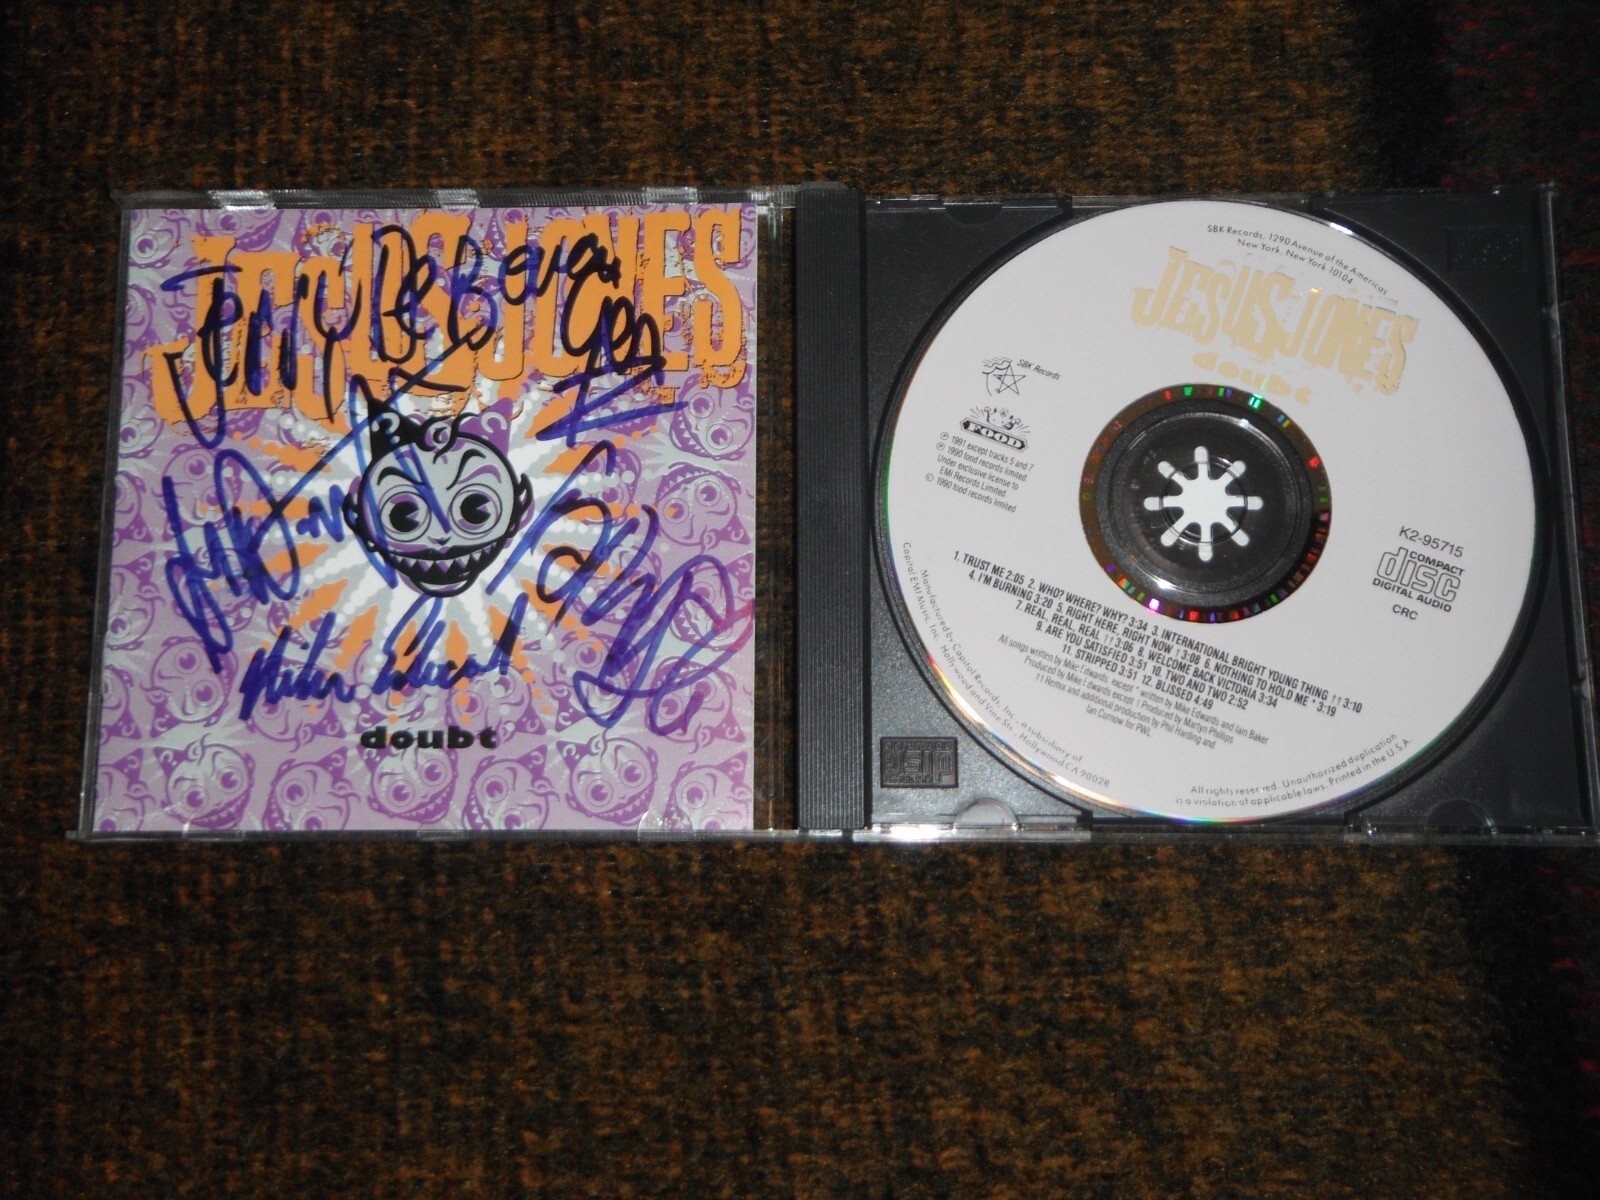 JESUS JONES
Jerry De Borg
Mike Edwards
doubt
SBK Records, 1290 Avenue of the Americas
New York, New York 10104
JESUS JONES
doubt
SBK Records
FOOD
℗ 1991 except tracks 5 and 7
℗ 1990 food records limited
Under exclusive license to
EMI Records Limited
© 1990 food records limited
K2-95715
COMPACT
disc
DIGITAL AUDIO
CRC
1. TRUST ME 2:05 2. WHO? WHERE? WHY? 3:34 3. INTERNATIONAL BRIGHT YOUNG THING †† 3:10
4. I'M BURNING 3:20 5. RIGHT HERE, RIGHT NOW † 3:08 6. NOTHING TO HOLD ME * 3:19
7. REAL, REAL, REAL †† 3:06 8. WELCOME BACK VICTORIA 3:34
9. ARE YOU SATISFIED 3:51 10. TWO AND TWO 2:52
11. STRIPPED 3:51 12. BLISSED 4:49
All songs written by Mike Edwards except * written by Mike Edwards and Iain Baker
Produced by Mike Edwards except † Produced by Martyn Phillips
†† Remix and additional production by Phil Harding and
Ian Curnow for PWL
Manufactured by Capitol Records, Inc., a subsidiary of
Capitol-EMI Music, Inc., Hollywood and Vine Sts., Hollywood CA 90028
All rights reserved. Unauthorized duplication
is a violation of applicable laws. Printed in the U.S.A.
COMPACT
disc